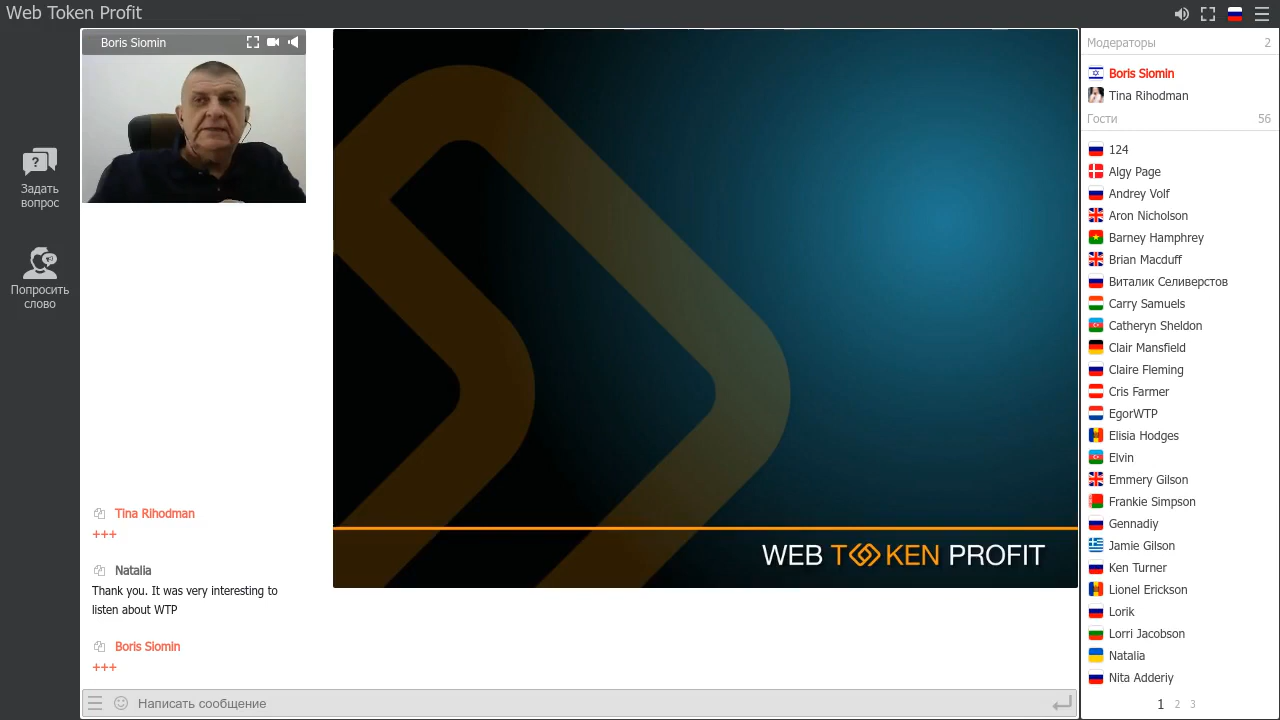 Web Token Profit
Boris Slomin
Задать
вопрос
Попросить
слово
Tina Rihodman
+++
Natalia
Thank you. It was very interesting to
listen about WTP
Boris Slomin
+++
Написать сообщение
WEB TOKEN PROFIT
Модераторы 2
Boris Slomin
Tina Rihodman
Гости 56
124
Algy Page
Andrey Volf
Aron Nicholson
Barney Hamphrey
Brian Macduff
Виталик Селиверстов
Carry Samuels
Catheryn Sheldon
Clair Mansfield
Claire Fleming
Cris Farmer
EgorWTP
Elisia Hodges
Elvin
Emmery Gilson
Frankie Simpson
Gennadiy
Jamie Gilson
Ken Turner
Lionel Erickson
Lorik
Lorri Jacobson
Natalia
Nita Adderiy
1 2 3